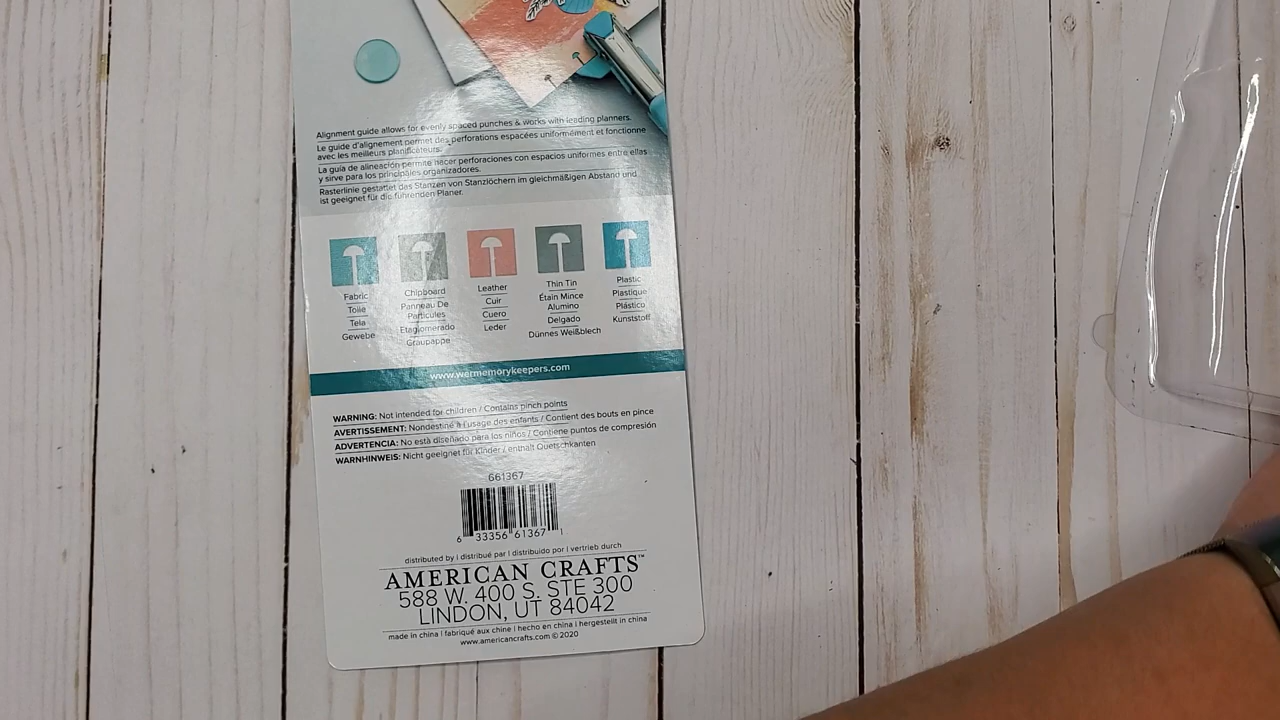 Alignment guide allows for evenly spaced punches & works with leading planners.
Le guide d'alignement permet des perforations espacées uniformément et fonctionne
avec les meilleurs planificateurs.
La guía de alineación permite hacer perforaciones con espacios uniformes entre ellas
y sirve para los principales organizadores.
Rasterlinie gestattet das Stanzen von Stanzlöchern im gleichmäßigen Abstand und
ist geeignet für die führenden Planer.
Fabric
Toile
Tela
Gewebe
Chipboard
Panneau De
Particules
Etaglomerado
Graupappe
Leather
Cuir
Cuero
Leder
Thin Tin
Étain Mince
Alumino
Delgado
Dünnes Weißblech
Plastic
Plastique
Plástico
Kunststoff
www.wermemorykeepers.com
WARNING: Not intended for children / Contains pinch points
AVERTISSEMENT: Nondestiné à l'usage des enfants / Contient des bouts en pince
ADVERTENCIA: No està diseñado para los niños / Contiene puntos de compresión
WARNHINWEIS: Nicht geeignet für Kinder / enthalt Quetschkanten
661367
6 33356 61367 1
distributed by | distribué par | distribuido por | vertrieb durch
AMERICAN CRAFTS™
588 W. 400 S. STE 300
LINDON, UT 84042
made in china | fabriqué aux chine | hecho en china | hergestellt in china
www.americancrafts.com © 2020